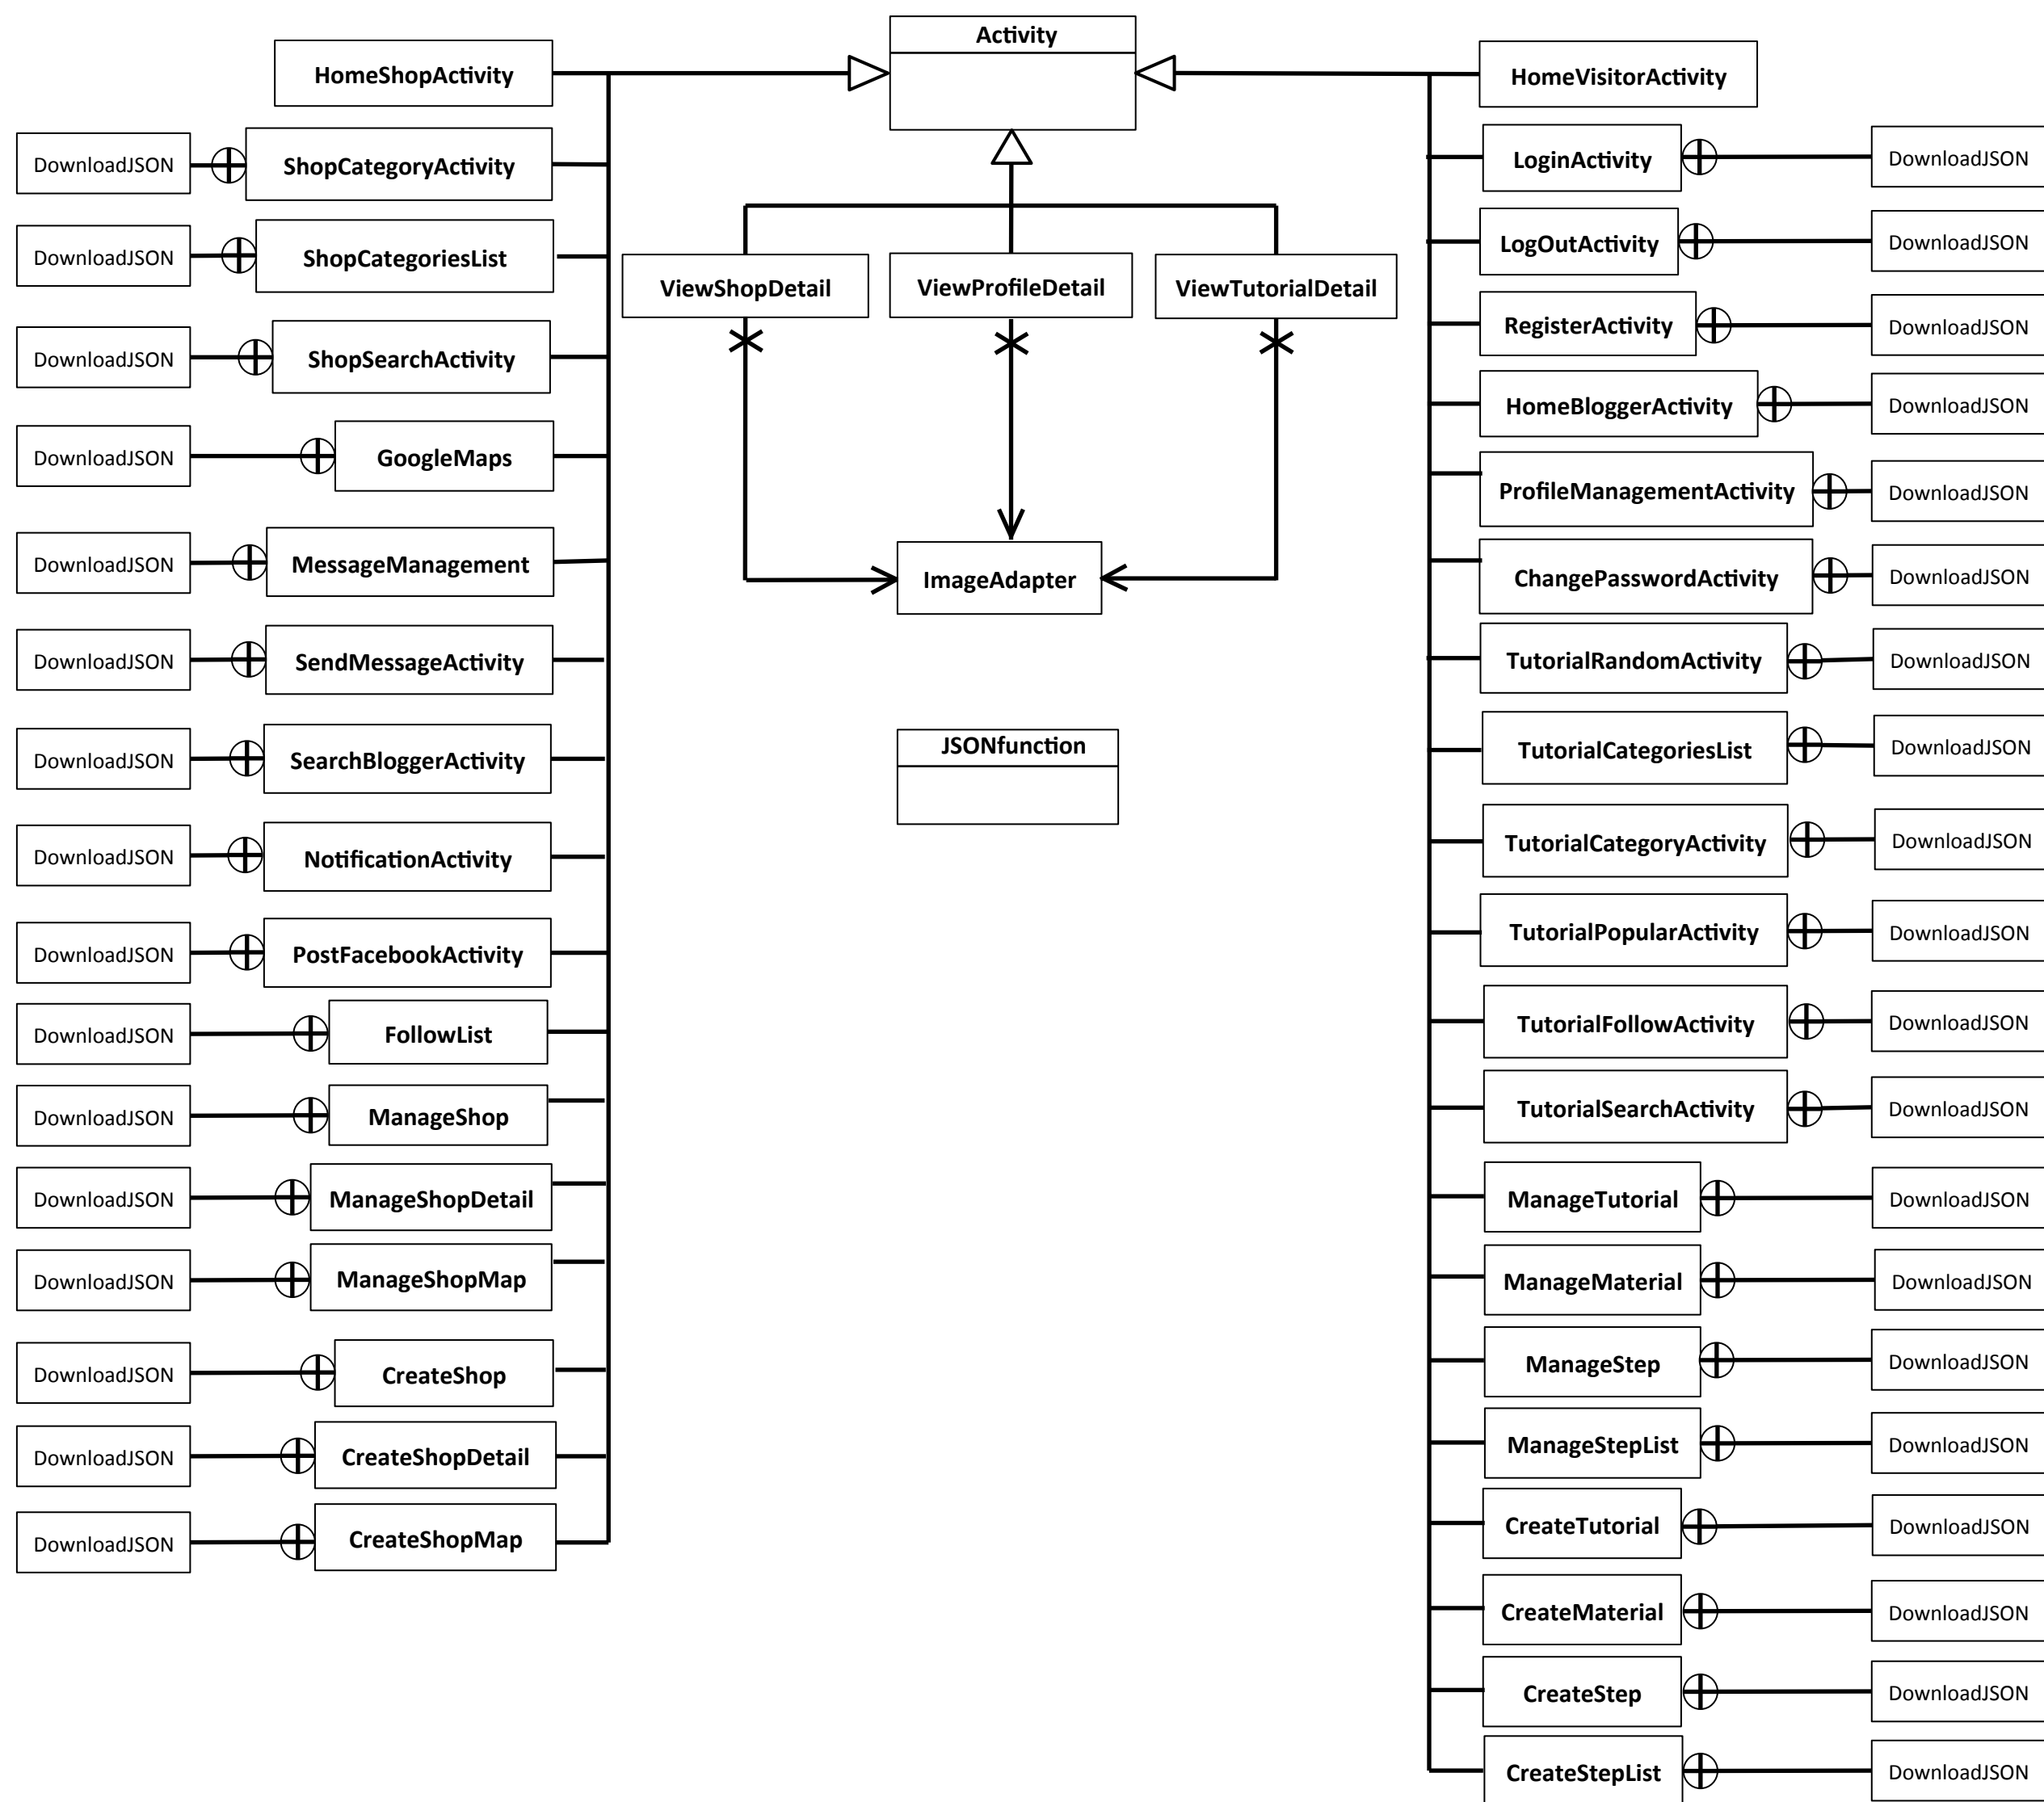 Activity
HomeShopActivity
HomeVisitorActivity
DownloadJSON
ShopCategoryActivity
LoginActivity
DownloadJSON
DownloadJSON
ShopCategoriesList
LogOutActivity
DownloadJSON
ViewShopDetail
ViewProfileDetail
ViewTutorialDetail
RegisterActivity
DownloadJSON
DownloadJSON
ShopSearchActivity
HomeBloggerActivity
DownloadJSON
DownloadJSON
GoogleMaps
ProfileManagementActivity
DownloadJSON
DownloadJSON
MessageManagement
ImageAdapter
ChangePasswordActivity
DownloadJSON
DownloadJSON
SendMessageActivity
TutorialRandomActivity
DownloadJSON
JSONfunction
DownloadJSON
SearchBloggerActivity
TutorialCategoriesList
DownloadJSON
DownloadJSON
NotificationActivity
TutorialCategoryActivity
DownloadJSON
DownloadJSON
PostFacebookActivity
TutorialPopularActivity
DownloadJSON
DownloadJSON
FollowList
TutorialFollowActivity
DownloadJSON
DownloadJSON
ManageShop
TutorialSearchActivity
DownloadJSON
DownloadJSON
ManageShopDetail
ManageTutorial
DownloadJSON
DownloadJSON
ManageShopMap
ManageMaterial
DownloadJSON
DownloadJSON
CreateShop
ManageStep
DownloadJSON
DownloadJSON
CreateShopDetail
ManageStepList
DownloadJSON
DownloadJSON
CreateShopMap
CreateTutorial
DownloadJSON
CreateMaterial
DownloadJSON
CreateStep
DownloadJSON
CreateStepList
DownloadJSON